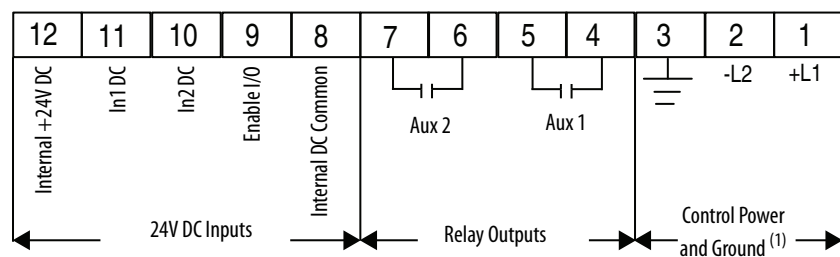 12 11 10 9 8 7 6 5 4 3 2 1
Internal +24V DC
In1 DC
In2 DC
Enable I/O
Internal DC Common
Aux 2
Aux 1
-L2
+L1
24V DC Inputs
Relay Outputs
Control Power
and Ground (1)